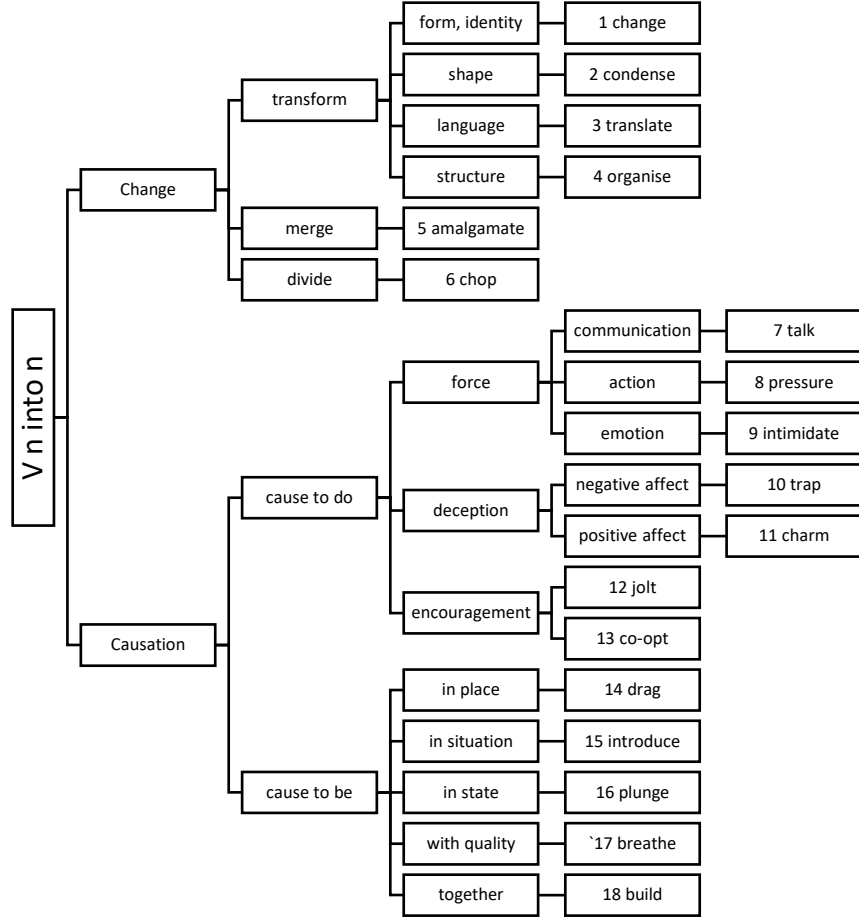 form, identity
1 change
shape
2 condense
transform
language
3 translate
structure
4 organise
Change
merge
5 amalgamate
divide
6 chop
V n into n
communication
7 talk
force
action
8 pressure
emotion
9 intimidate
cause to do
negative affect
10 trap
deception
positive affect
11 charm
12 jolt
encouragement
13 co-opt
Causation
in place
14 drag
in situation
15 introduce
cause to be
in state
16 plunge
with quality
`17 breathe
together
18 build